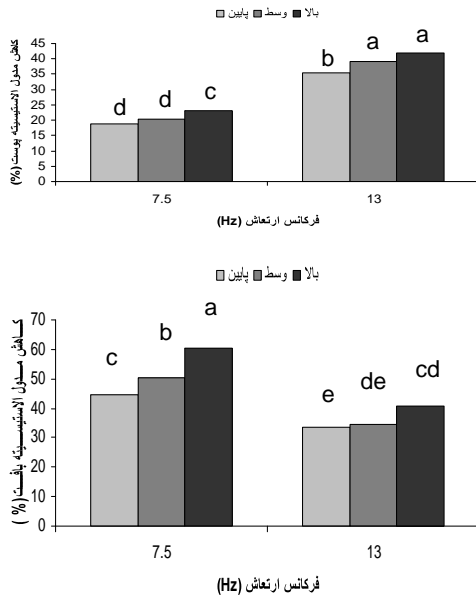 پایین وسط بالا
کاهش مدول الاستیسیته پوست (%)
45
40
35
30
25
20
15
10
5
0
d d c b a a
7.5 13
فرکانس ارتعاش (Hz)
پایین وسط بالا
کاهش مدول الاستیسیته بافت (% )
70
60
50
40
30
20
10
0
c b a e de cd
7.5 13
فرکانس ارتعاش (Hz)